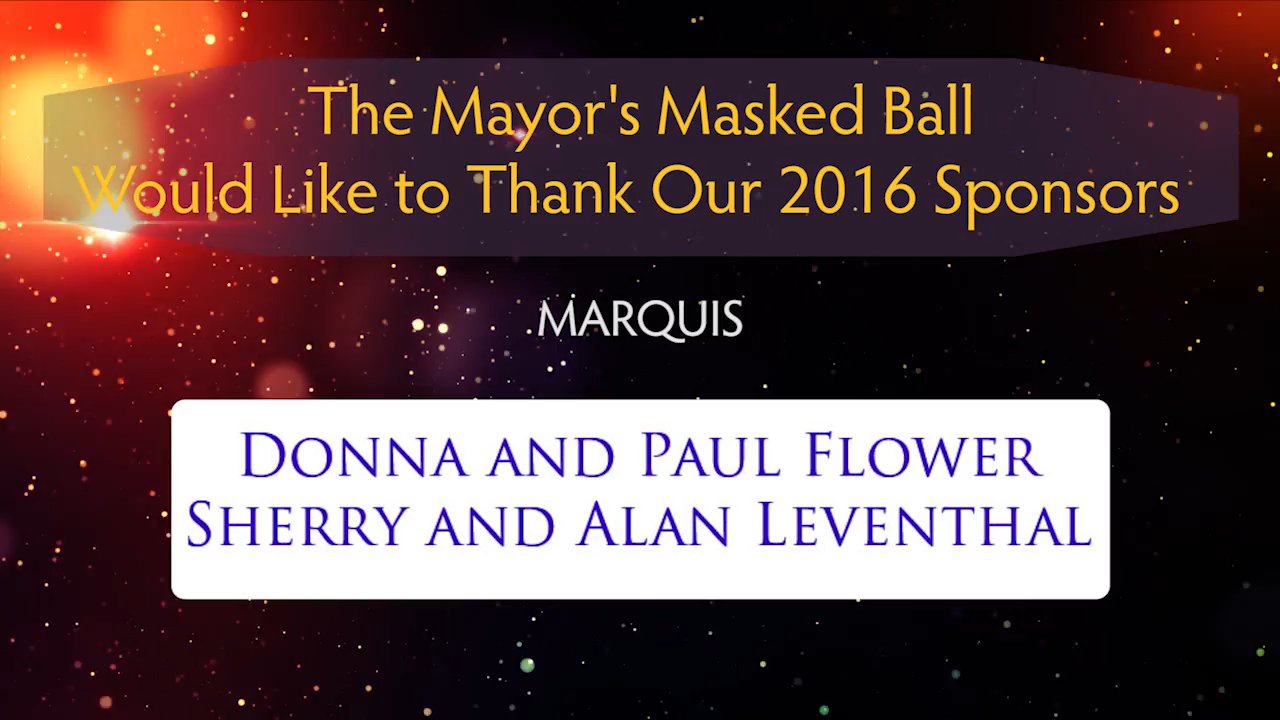 The Mayor's Masked Ball
Would Like to Thank Our 2016 Sponsors
MARQUIS
DONNA AND PAUL FLOWER
SHERRY AND ALAN LEVENTHAL